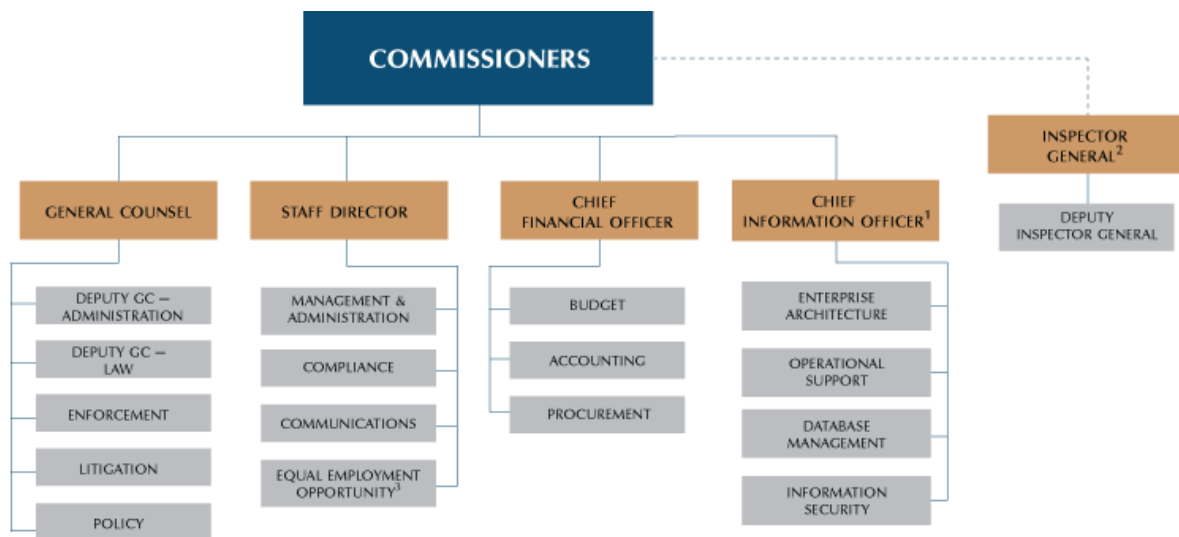 COMMISSIONERS
INSPECTOR
GENERAL²
DEPUTY
INSPECTOR GENERAL
GENERAL COUNSEL
DEPUTY GC —
ADMINISTRATION
DEPUTY GC —
LAW
ENFORCEMENT
LITIGATION
POLICY
STAFF DIRECTOR
MANAGEMENT &
ADMINISTRATION
COMPLIANCE
COMMUNICATIONS
EQUAL EMPLOYMENT
OPPORTUNITY³
CHIEF
FINANCIAL OFFICER
BUDGET
ACCOUNTING
PROCUREMENT
CHIEF
INFORMATION OFFICER¹
ENTERPRISE
ARCHITECTURE
OPERATIONAL
SUPPORT
DATABASE
MANAGEMENT
INFORMATION
SECURITY